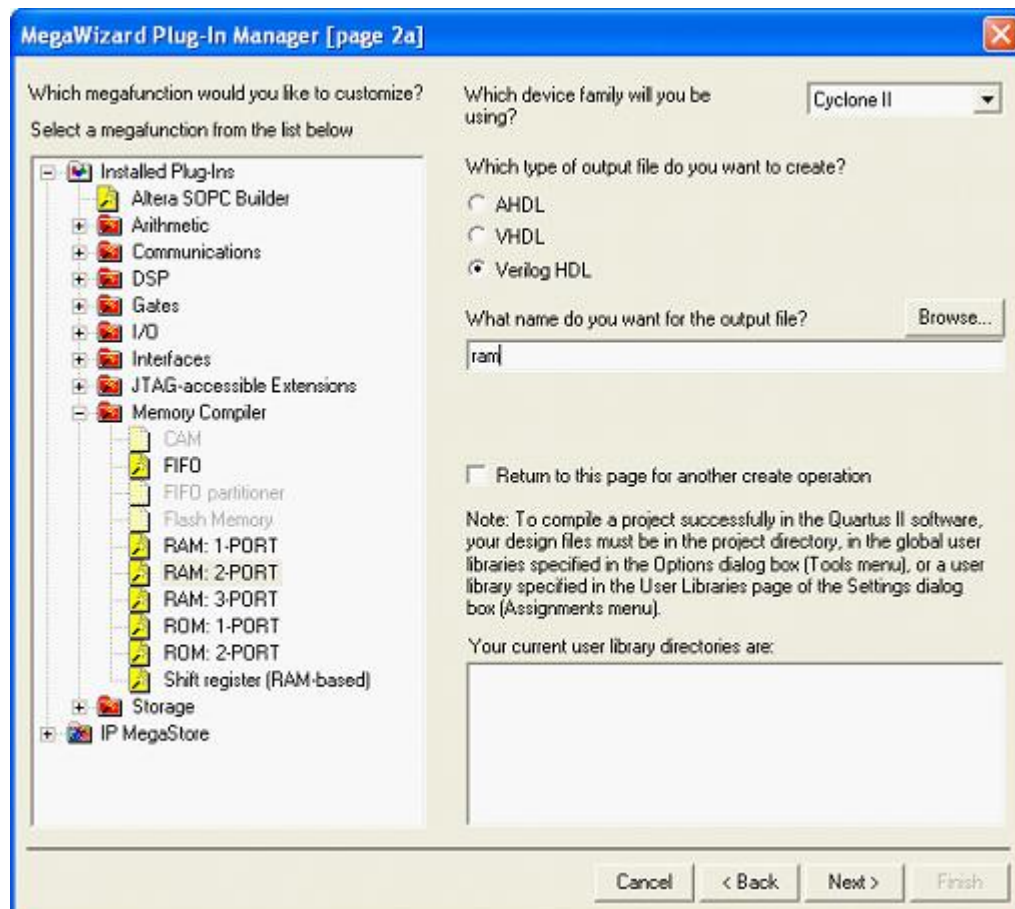 MegaWizard Plug-In Manager [page 2a]
Which megafunction would you like to customize?
Select a megafunction from the list below
Installed Plug-Ins
Altera SOPC Builder
Arithmetic
Communications
DSP
Gates
I/O
Interfaces
JTAG-accessible Extensions
Memory Compiler
CAM
FIFO
FIFO partitioner
Flash Memory
RAM: 1-PORT
RAM: 2-PORT
RAM: 3-PORT
ROM: 1-PORT
ROM: 2-PORT
Shift register (RAM-based)
Storage
IP MegaStore
Which device family will you be
using?
Cyclone II
Which type of output file do you want to create?
AHDL
VHDL
Verilog HDL
What name do you want for the output file?
Browse...
ram
Return to this page for another create operation
Note: To compile a project successfully in the Quartus II software,
your design files must be in the project directory, in the global user
libraries specified in the Options dialog box (Tools menu), or a user
library specified in the User Libraries page of the Settings dialog
box (Assignments menu).
Your current user library directories are:
Cancel
< Back
Next >
Finish